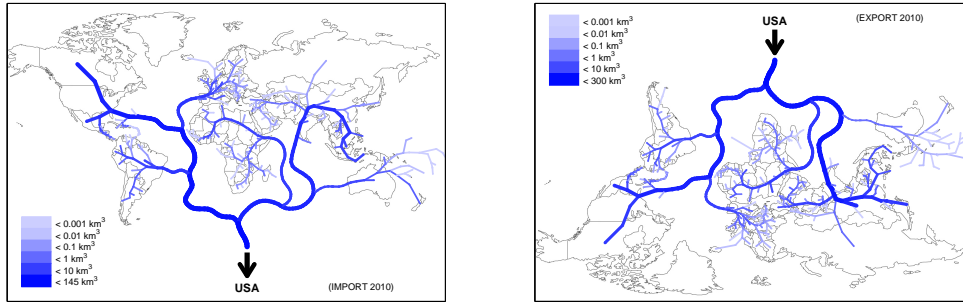 < 0.001 km³
< 0.01 km³
< 0.1 km³
< 1 km³
< 10 km³
< 145 km³
USA
(IMPORT 2010)
USA
(EXPORT 2010)
< 0.001 km³
< 0.01 km³
< 0.1 km³
< 1 km³
< 10 km³
< 300 km³